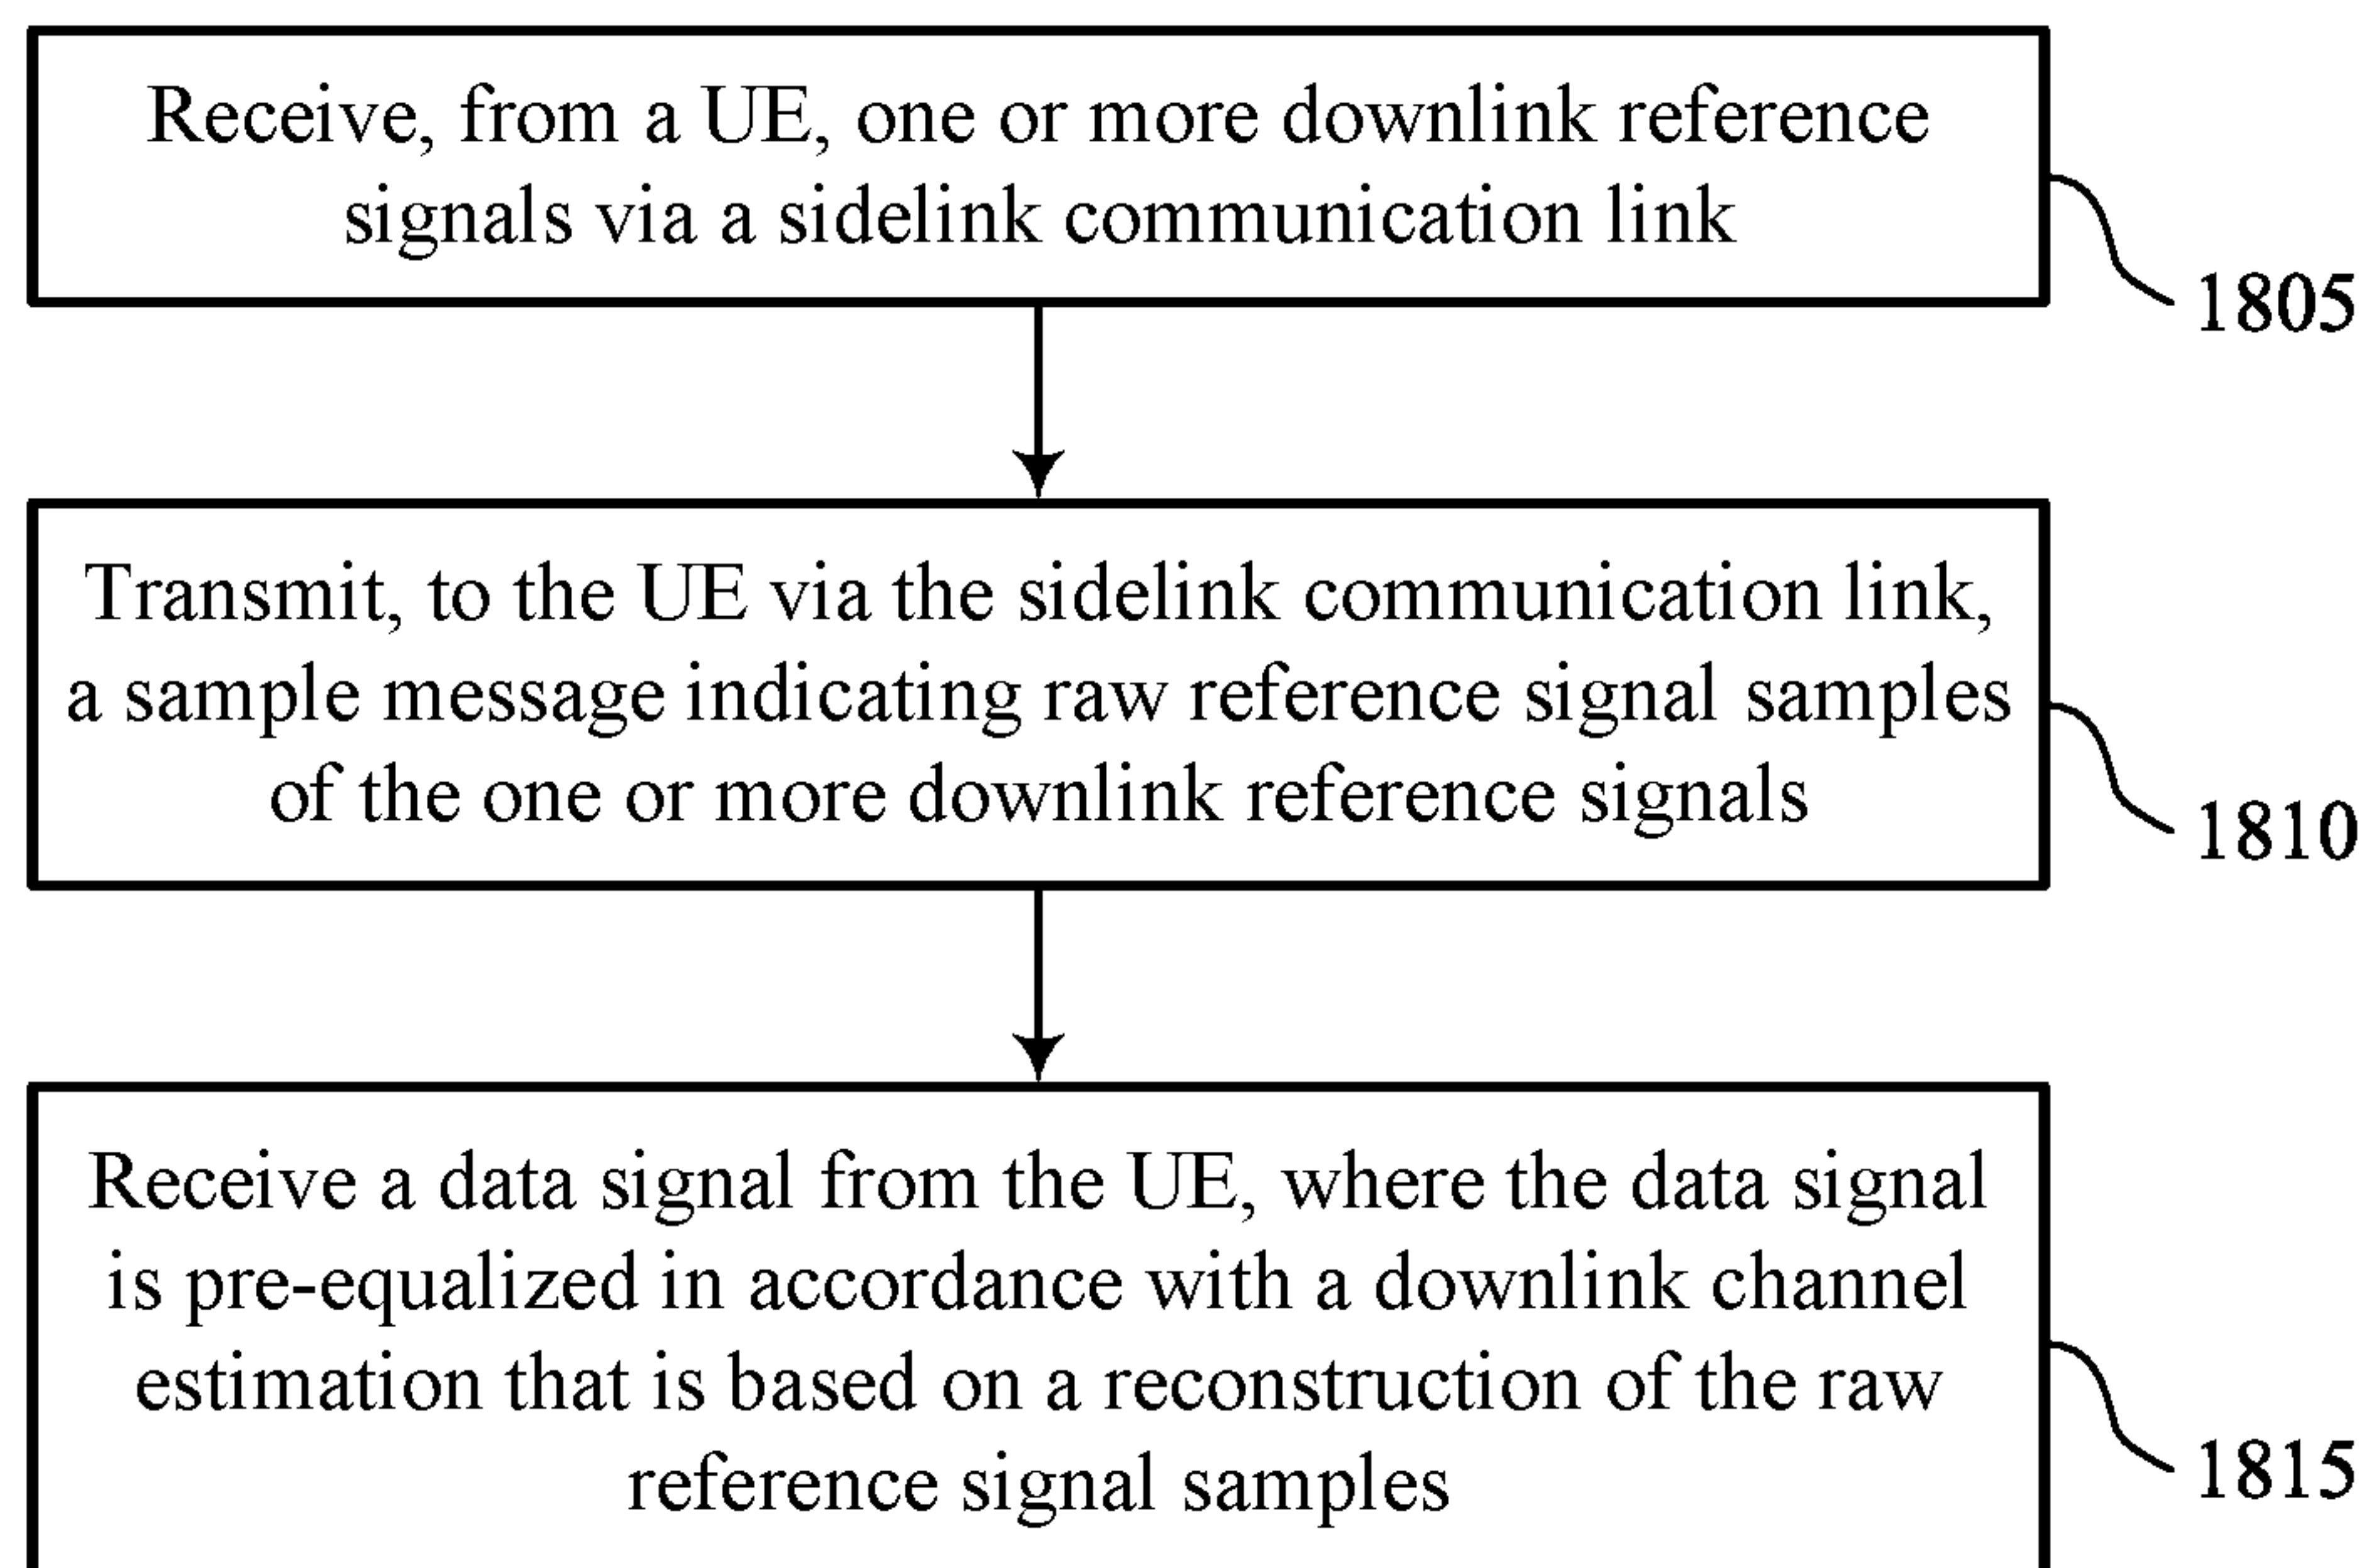 Receive, from a UE, one or more downlink reference
signals via a sidelink communication link
1805
Transmit, to the UE via the sidelink communication link,
a sample message indicating raw reference signal samples
of the one or more downlink reference signals
1810
Receive a data signal from the UE, where the data signal
is pre-equalized in accordance with a downlink channel
estimation that is based on a reconstruction of the raw
reference signal samples
1815